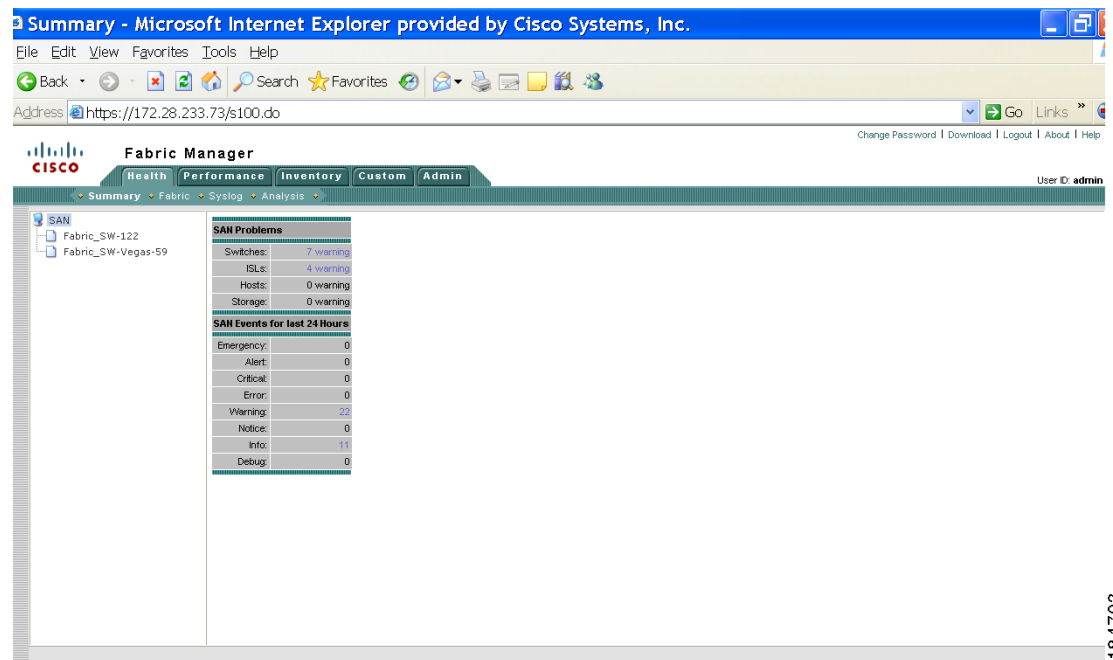 Summary - Microsoft Internet Explorer provided by Cisco Systems, Inc.
File Edit View Favorites Tools Help
Back Search Favorites
Address https://172.28.233.73/s100.do Go Links »
Change Password | Download | Logout | About | Help
CISCO Fabric Manager
Health Performance Inventory Custom Admin
User ID: admin
Summary Fabric Syslog Analysis
SAN
Fabric_SW-122
Fabric_SW-Vegas-59
SAN Problems
Switches: 7 warning
ISLs: 4 warning
Hosts: 0 warning
Storage: 0 warning
SAN Events for last 24 Hours
Emergency: 0
Alert: 0
Critical: 0
Error: 0
Warning: 22
Notice: 0
Info: 11
Debug: 0